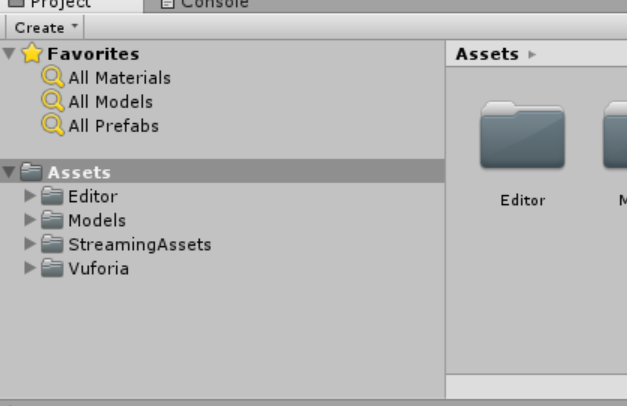 Project
Console
Create
Favorites
All Materials
All Models
All Prefabs
Assets
Editor
Models
StreamingAssets
Vuforia
Assets
Editor
M